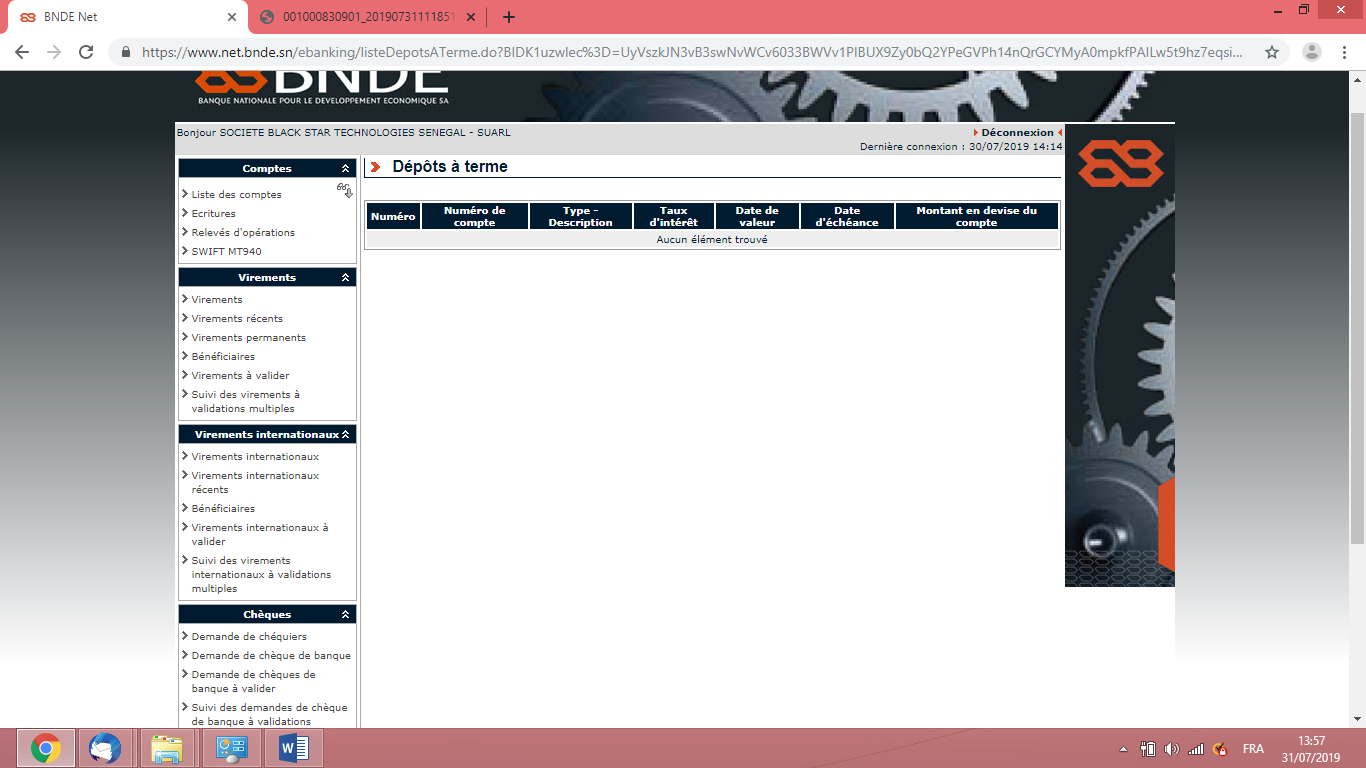 BNDE Net
001000830901_20190731111851
https://www.net.bnde.sn/ebanking/listeDepotsATerme.do?BIDK1uzwlec%3D=UyVszkJN3vB3swNvWCv6033BWVv1PIBUX9Zy0bQ2YPeGVPh14nQrGCYMyA0mpkfPAILw5t9hz7eqsi...
BNDE
BANQUE NATIONALE POUR LE DEVELOPPEMENT ECONOMIQUE SA
Bonjour SOCIETE BLACK STAR TECHNOLOGIES SENEGAL - SUARL
Déconnexion
Dernière connexion : 30/07/2019 14:14
Comptes
Liste des comptes
Ecritures
Relevés d'opérations
SWIFT MT940
Virements
Virements
Virements récents
Virements permanents
Bénéficiaires
Virements à valider
Suivi des virements à
validations multiples
Virements internationaux
Virements internationaux
Virements internationaux
récents
Bénéficiaires
Virements internationaux à
valider
Suivi des virements
internationaux à validations
multiples
Chèques
Demande de chéquiers
Demande de chèque de banque
Demande de chèques de
banque à valider
Suivi des demandes de chèque
de banque à validations
Dépôts à terme
Numéro
Numéro de
compte
Type -
Description
Taux
d'intérêt
Date de
valeur
Date
d'échéance
Montant en devise du
compte
Aucun élément trouvé
FRA
13:57
31/07/2019